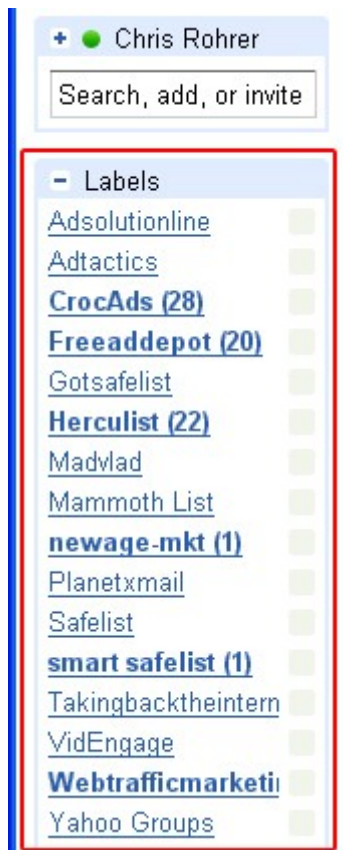 + Chris Rohrer
Search, add, or invite
- Labels
Adsolutionline
Adtactics
CrocAds (28)
Freeaddepot (20)
Gotsafelist
Herculist (22)
Madvlad
Mammoth List
newage-mkt (1)
Planetxmail
Safelist
smart safelist (1)
Takingbacktheintern
VidEngage
Webtrafficmarketi
Yahoo Groups